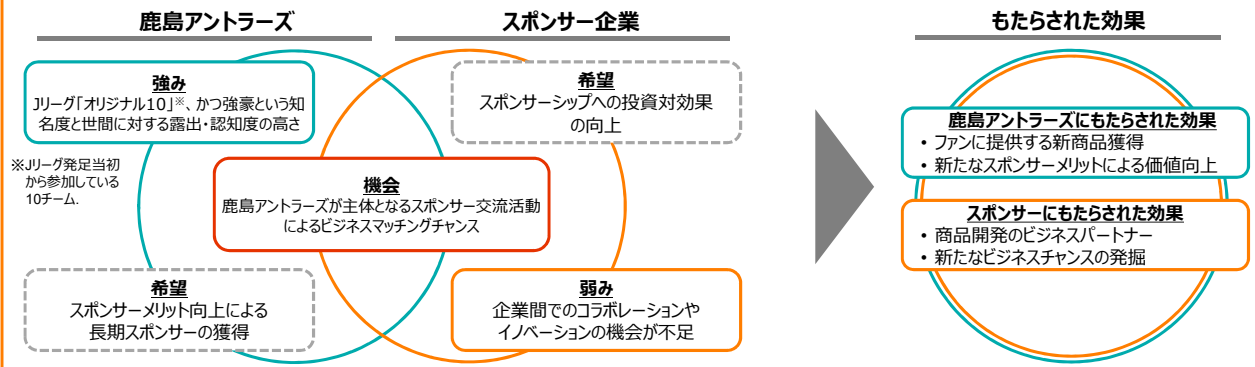 鹿島アントラーズ
スポンサー企業
もたらされた効果
強み
Jリーグ「オリジナル10」※、かつ強豪という知
名度と世間に対する露出・認知度の高さ
※Jリーグ発足当初
から参加している
10チーム.
希望
スポンサーシップへの投資対効果
の向上
機会
鹿島アントラーズが主体となるスポンサー交流活動
によるビジネスマッチングチャンス
希望
スポンサーメリット向上による
長期スポンサーの獲得
弱み
企業間でのコラボレーションや
イノベーションの機会が不足
鹿島アントラーズにもたらされた効果
• ファンに提供する新商品獲得
• 新たなスポンサーメリットによる価値向上
スポンサーにもたらされた効果
• 商品開発のビジネスパートナー
• 新たなビジネスチャンスの発掘